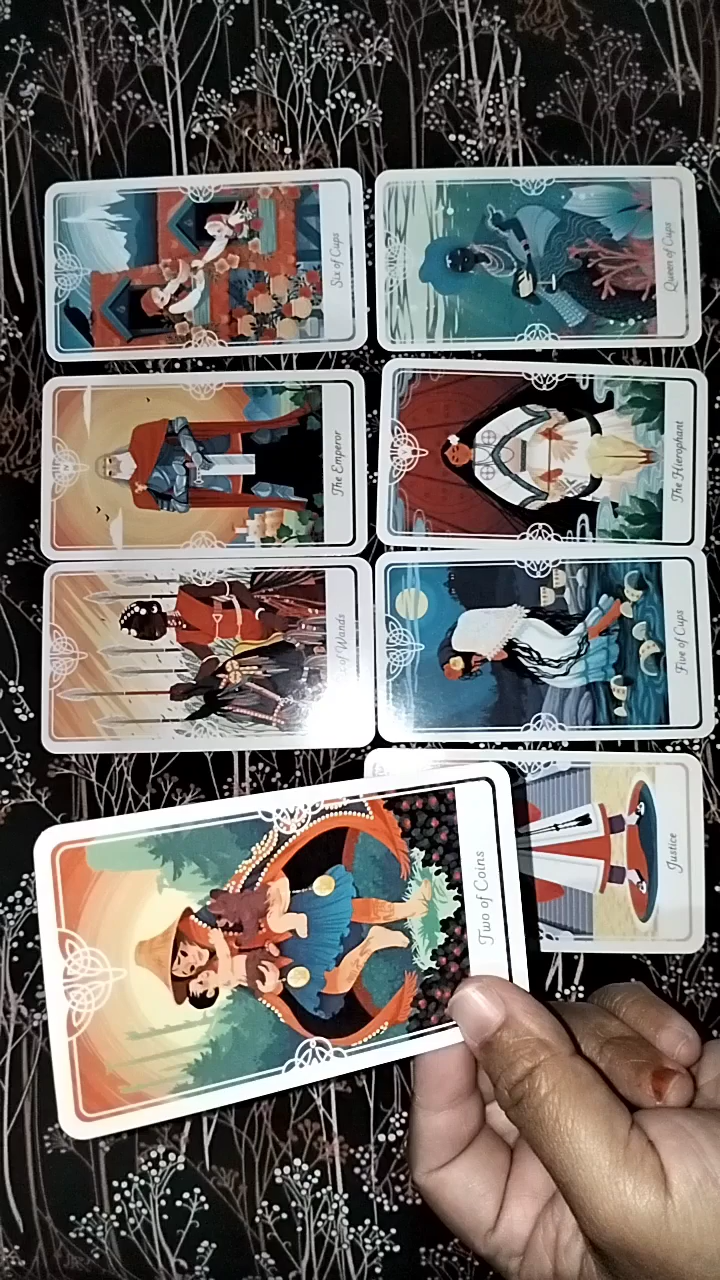 Six of Cups
Queen of Cups
IV
The Emperor
V
The Hierophant
of Wands
Five of Cups
Two of Coins
Justice